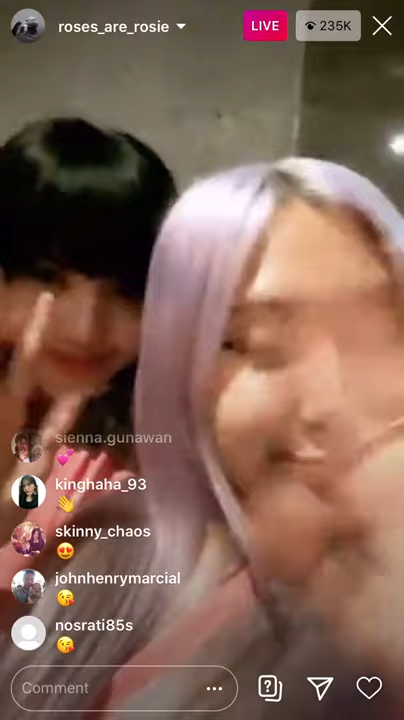 roses_are_rosie
LIVE
235K
sienna.gunawan
kinghaha_93
skinny_chaos
johnhenrymarcial
nosrati85s
Comment